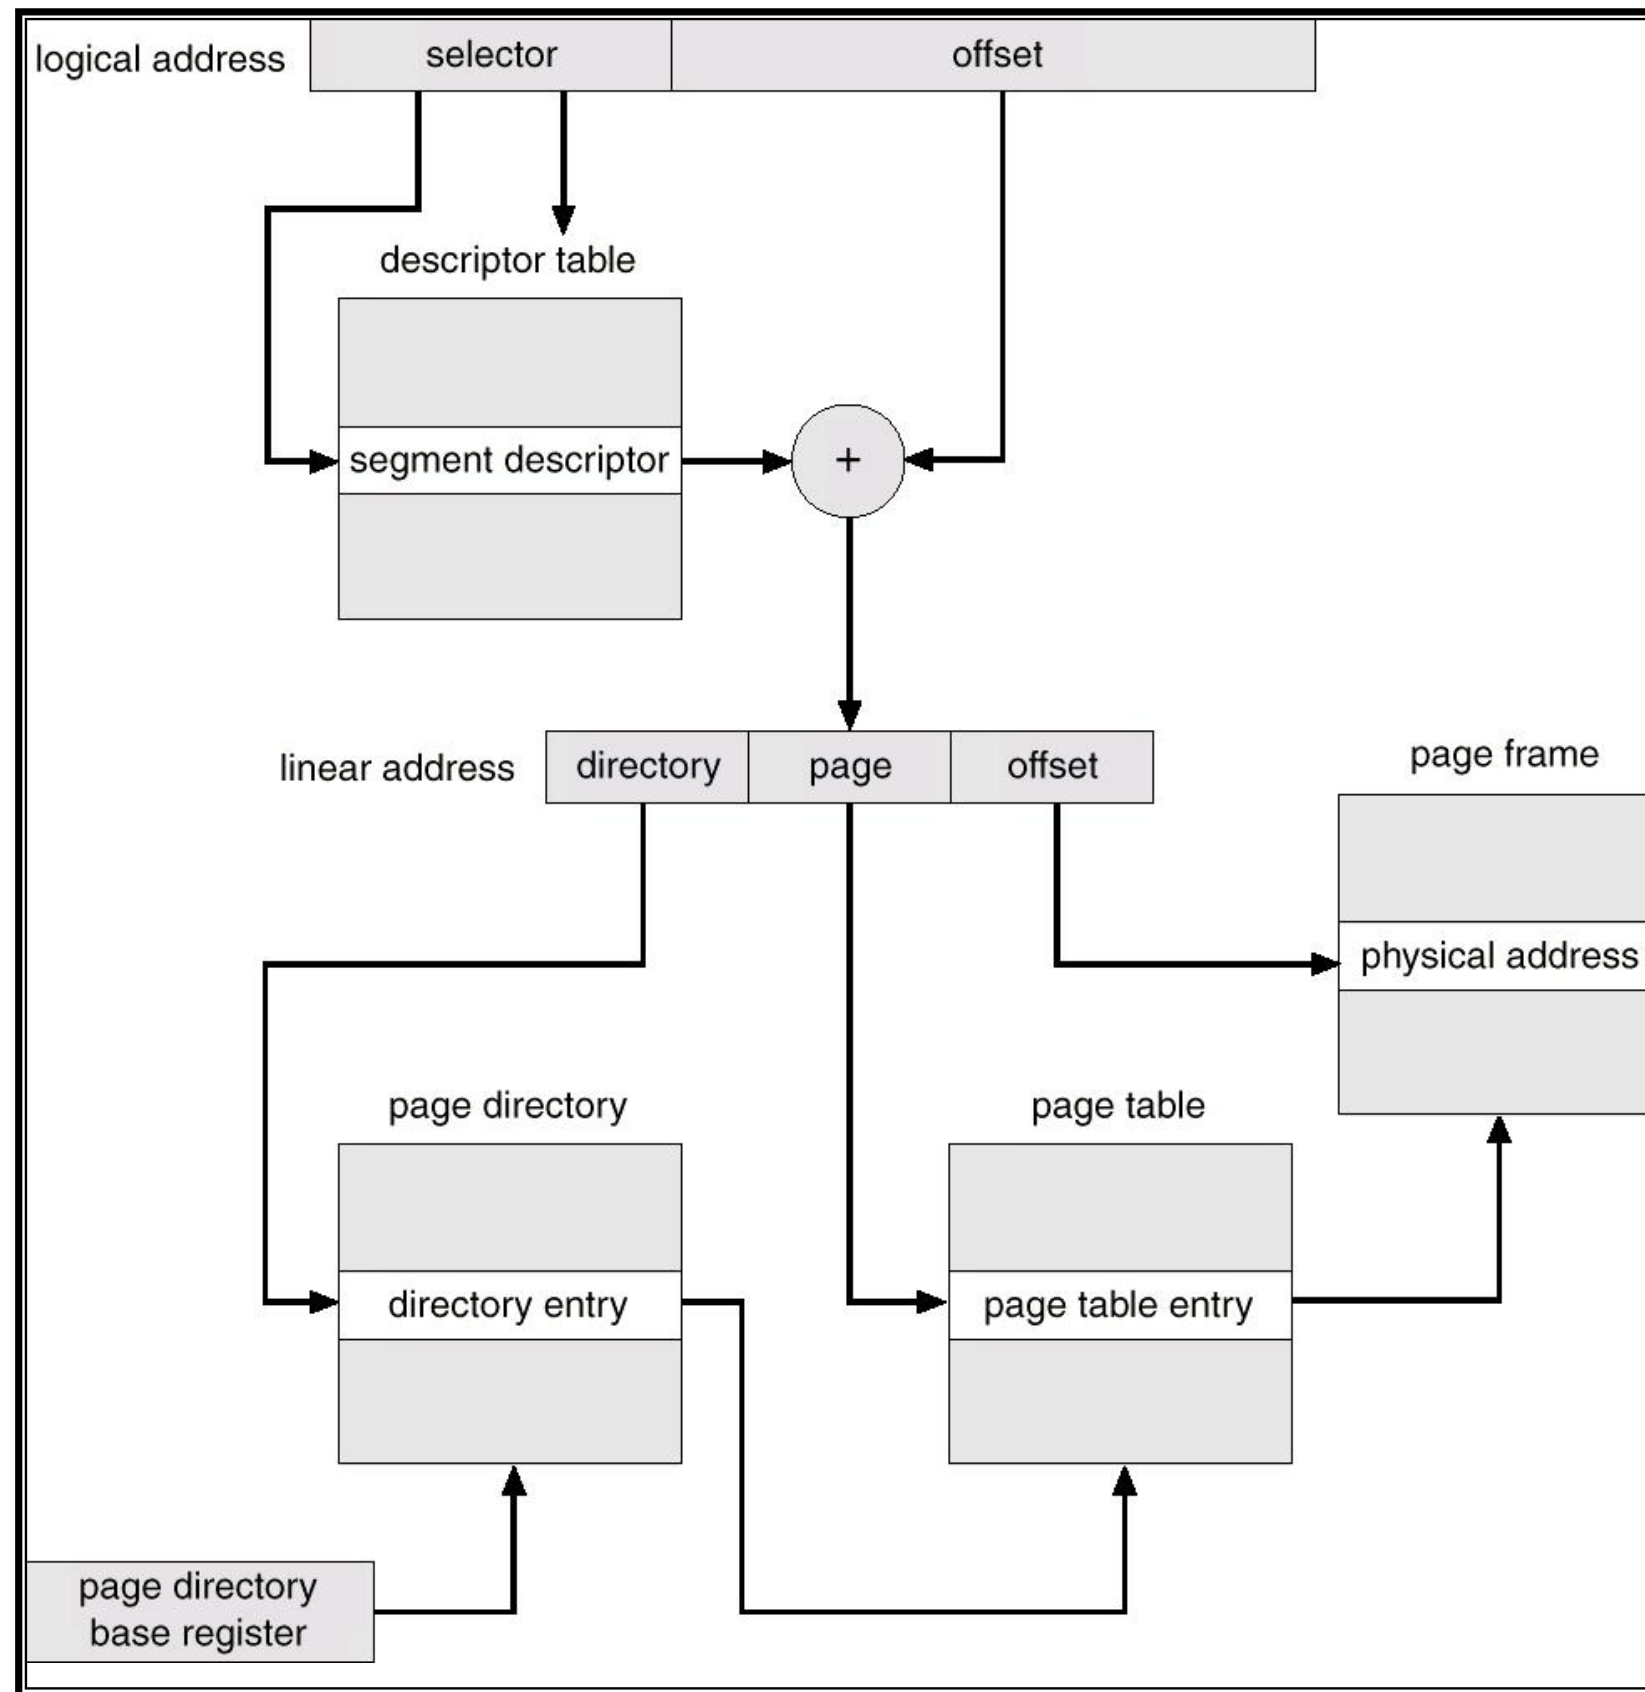 logical address
selector
offset
descriptor table
segment descriptor
+
linear address
directory
page
offset
page frame
physical address
page directory
page table
directory entry
page table entry
page directory
base register